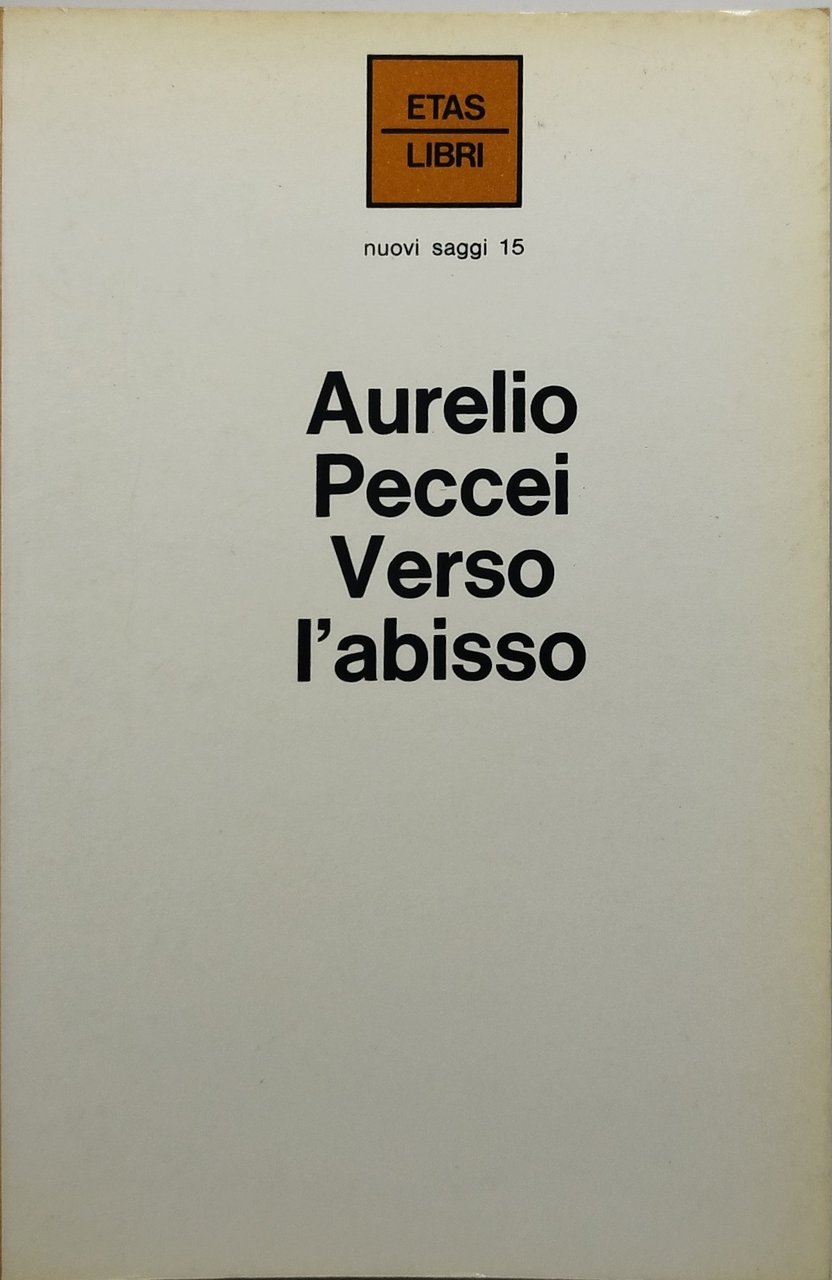 ETAS
LIBRI
nuovi saggi 15
Aurelio
Peccei
Verso
l'abisso